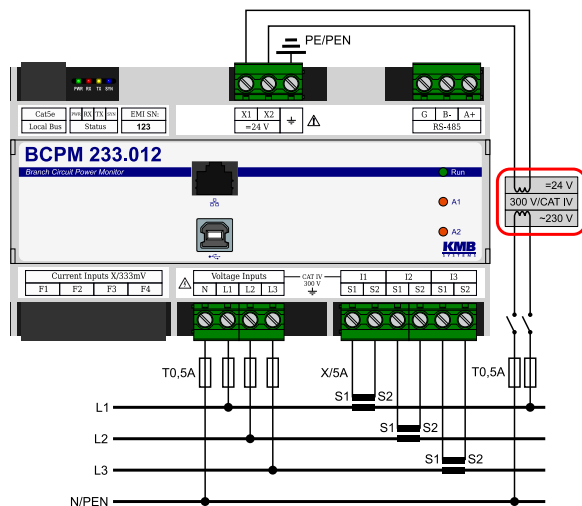 PE/PEN
PWR RX TX SYN
Cat5e PWR RX TX SYN EMI SN:
Local Bus Status 123
X1 X2
=24 V
G B- A+
RS-485
BCPM 233.012
Branch Circuit Power Monitor
Run
A1
A2
KMB
SYSTEMS
=24 V
300 V/CAT IV
~230 V
Current Inputs X/333mV
F1 F2 F3 F4
Voltage Inputs
N L1 L2 L3
CAT IV
300 V
I1 I2 I3
S1 S2 S1 S2 S1 S2
T0,5A
X/5A
T0,5A
S1 S2
L1
S1 S2
L2
S1 S2
L3
N/PEN